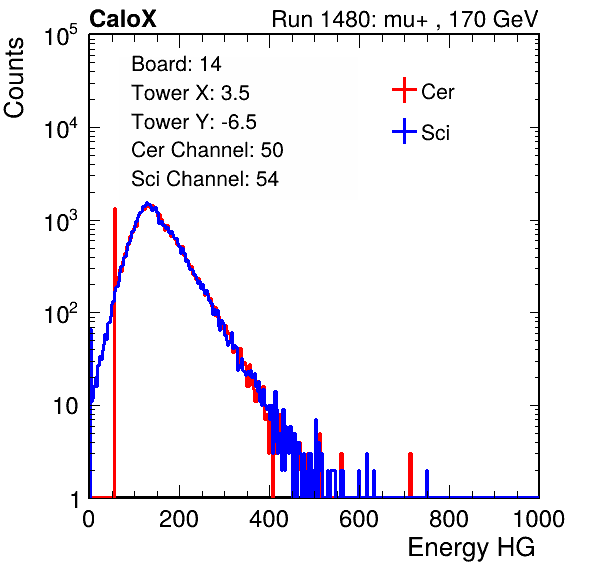 CaloX Run 1480: mu+ , 170 GeV
Counts
Board: 14
Tower X: 3.5
Tower Y: -6.5
Cer Channel: 50
Sci Channel: 54
Cer
Sci
10^5
10^4
10^3
10^2
10
1
0 200 400 600 800 1000
Energy HG